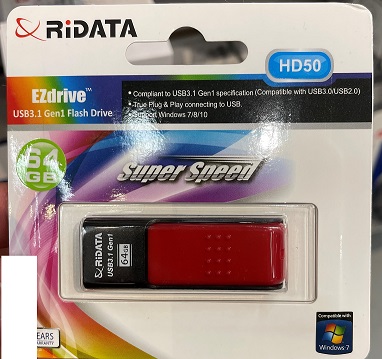 RiDATA
HD50
EZdrive™
USB3.1 Gen1 Flash Drive
• Compliant to USB3.1 Gen1 specification (Compatible with USB3.0/USB2.0)
• True Plug & Play connecting to USB.
• Support Windows 7/8/10
64
GB
Super Speed
RiDATA
USB3.1 Gen1
64GB
EARS
WARRANTY
Compatible with
Windows 7